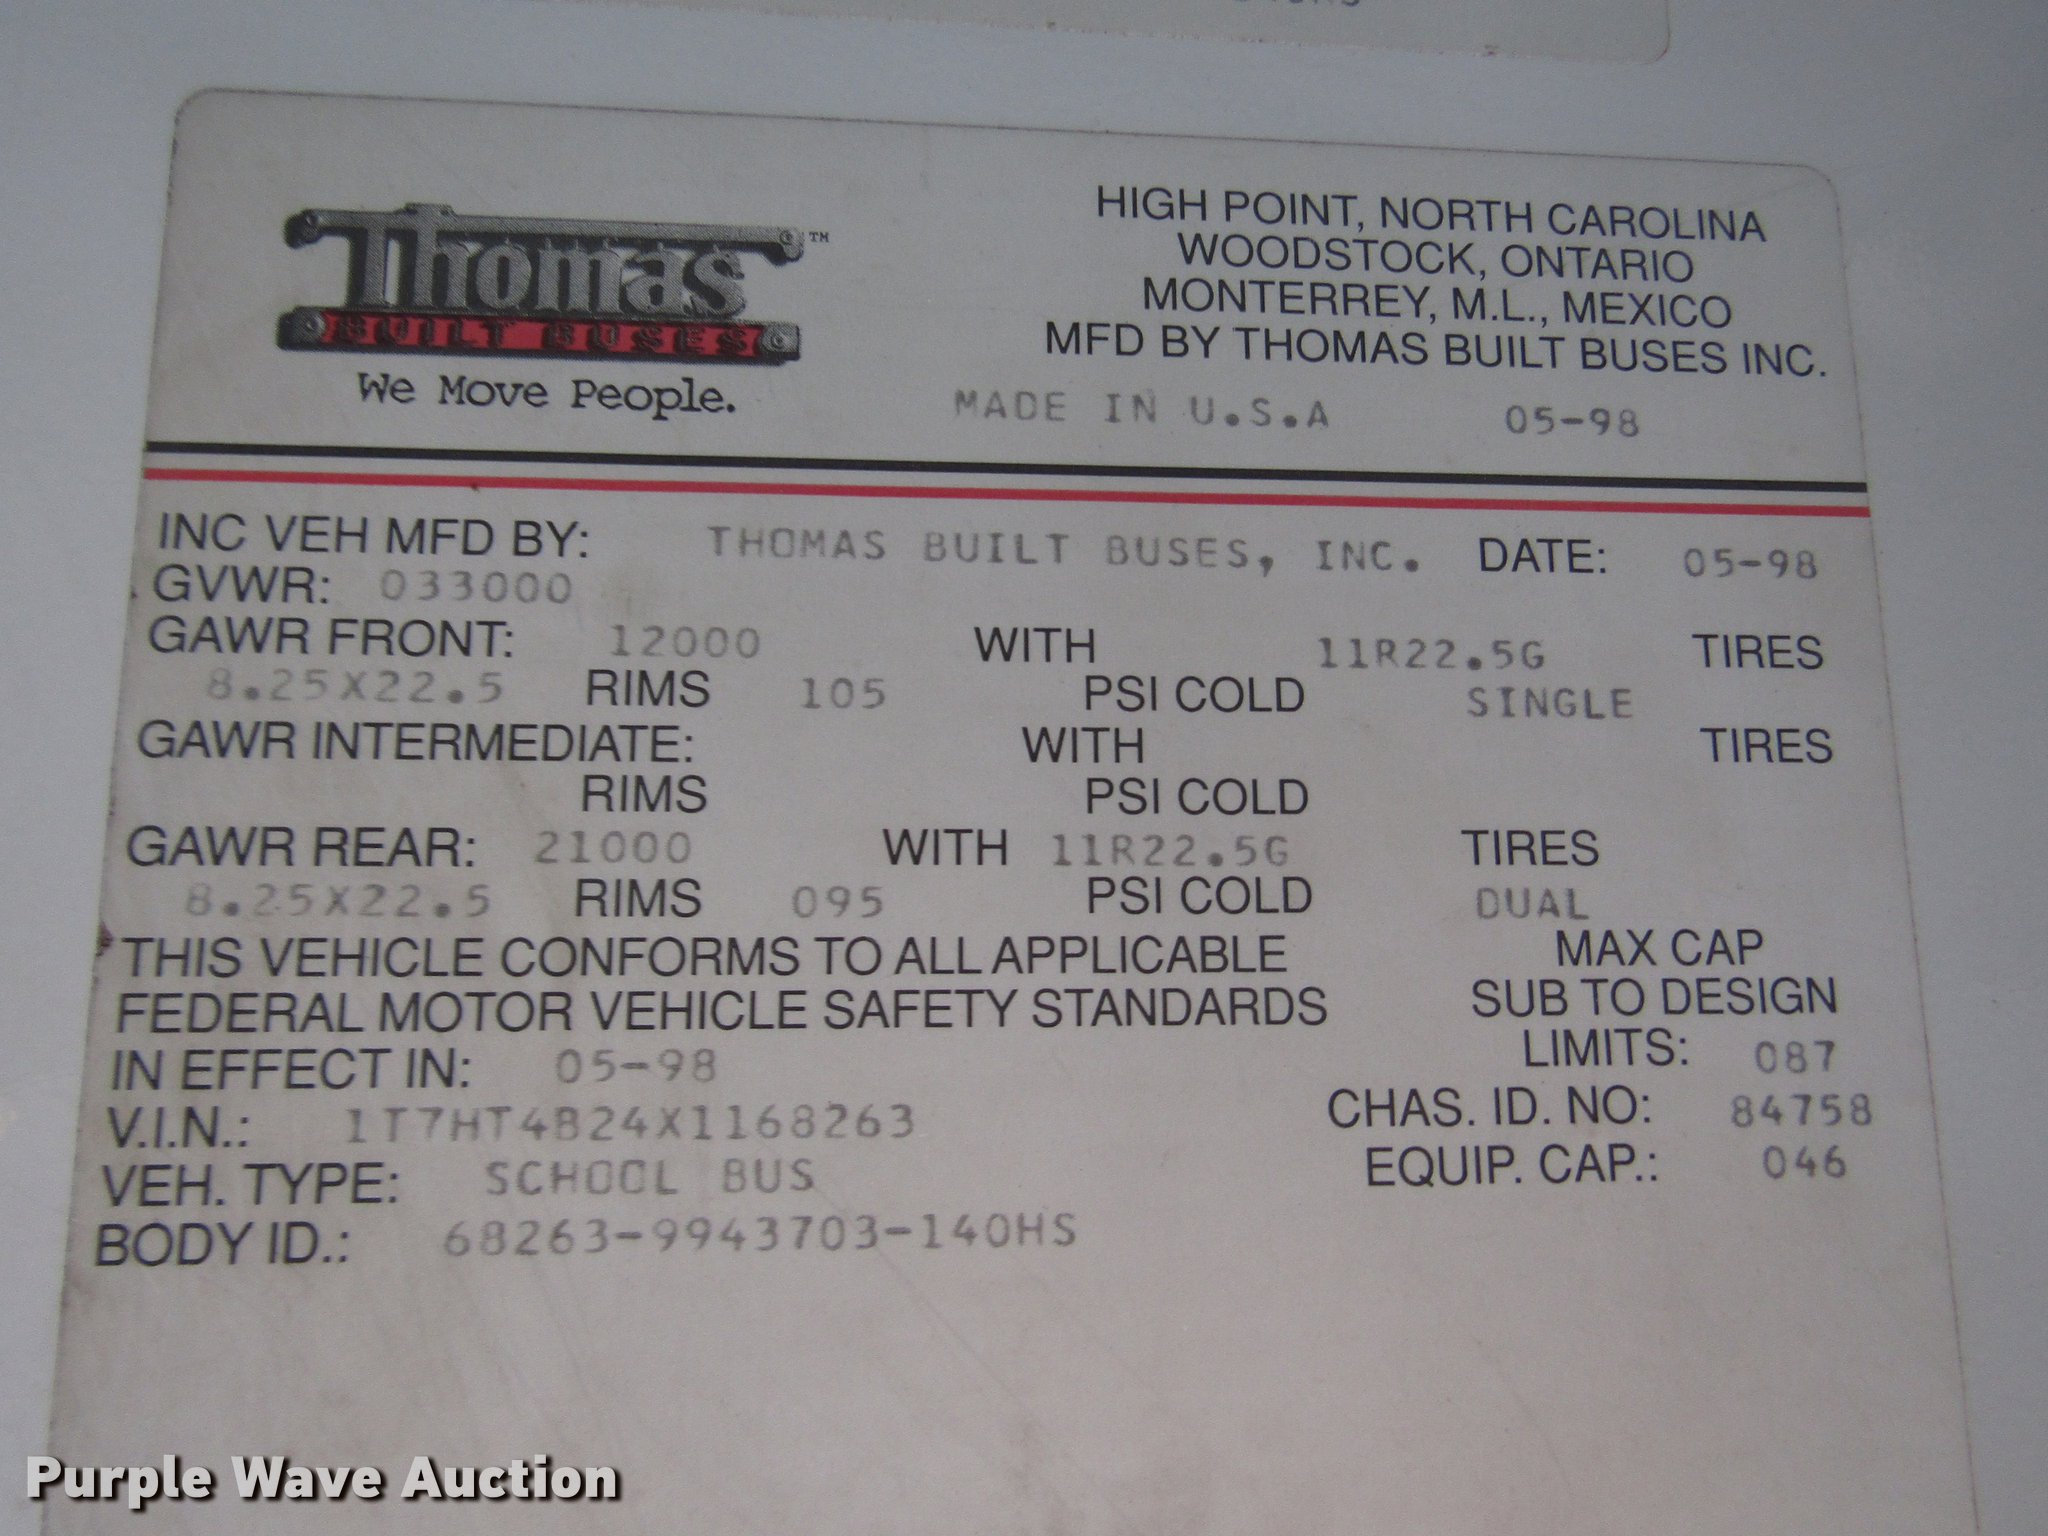 Thomas™
BUILT BUSES
We Move People.
HIGH POINT, NORTH CAROLINA
WOODSTOCK, ONTARIO
MONTERREY, M.L., MEXICO
MFD BY THOMAS BUILT BUSES INC.
MADE IN U.S.A 05-98
INC VEH MFD BY: THOMAS BUILT BUSES, INC. DATE: 05-98
GVWR: 033000
GAWR FRONT: 12000 WITH 11R22.5G TIRES
8.25X22.5 RIMS 105 PSI COLD SINGLE
GAWR INTERMEDIATE: WITH TIRES
RIMS PSI COLD
GAWR REAR: 21000 WITH 11R22.5G TIRES
8.25X22.5 RIMS 095 PSI COLD DUAL
THIS VEHICLE CONFORMS TO ALL APPLICABLE
FEDERAL MOTOR VEHICLE SAFETY STANDARDS
IN EFFECT IN: 05-98
MAX CAP
SUB TO DESIGN
LIMITS: 087
V.I.N.: 1T7HT4B24X1168263
CHAS. ID. NO: 84758
VEH. TYPE: SCHOOL BUS
EQUIP. CAP.: 046
BODY ID.: 68263-9943703-140HS
Purple Wave Auction